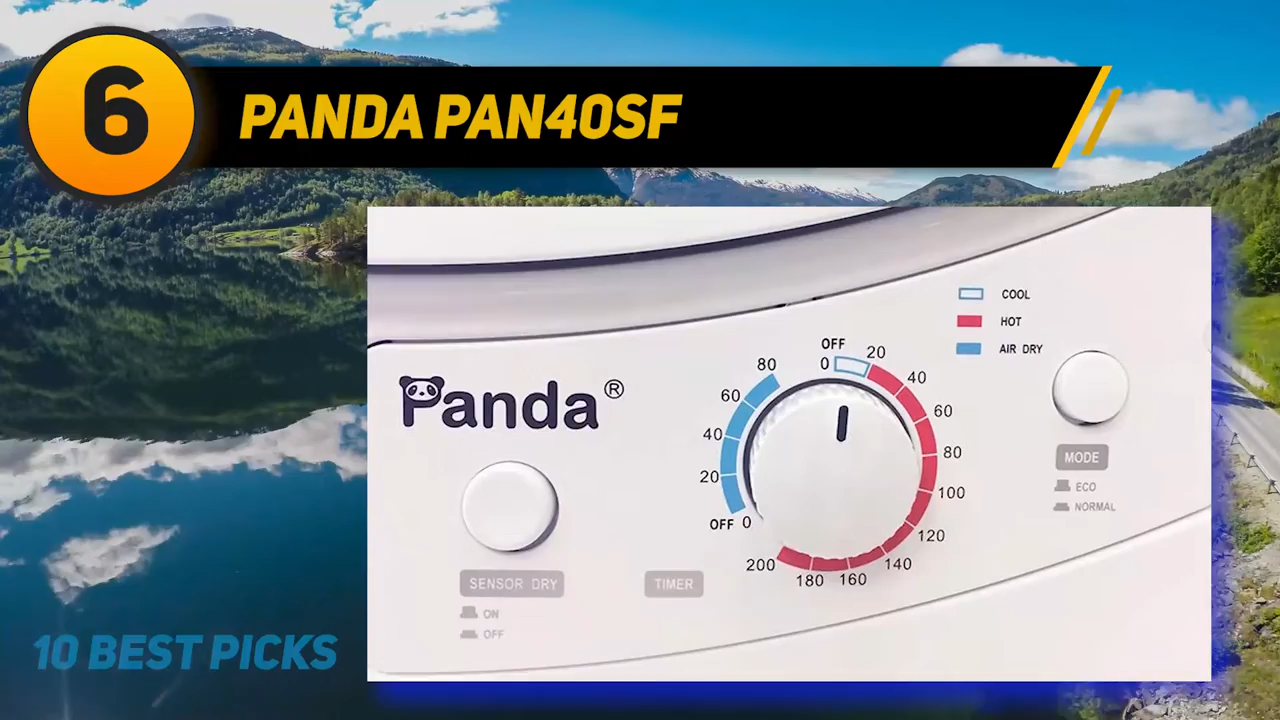 6
PANDA PAN40SF
COOL
HOT
AIR DRY
OFF
0
20
40
60
80
100
120
140
160
180
200
80
60
40
20
OFF 0
Panda®
MODE
ECO
NORMAL
SENSOR DRY
ON
OFF
TIMER
10 BEST PICKS